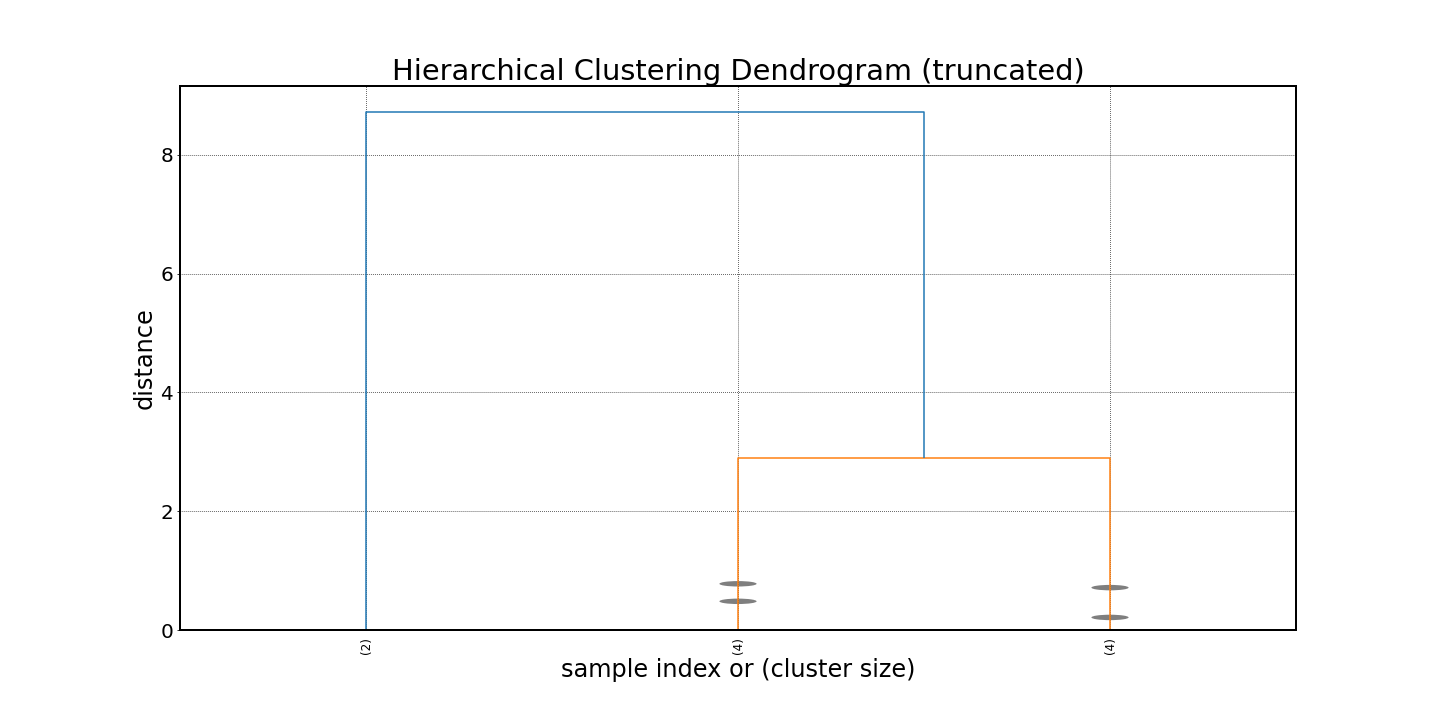 Hierarchical Clustering Dendrogram (truncated)
8
6
4
2
0
distance
(2)
(4)
(4)
sample index or (cluster size)